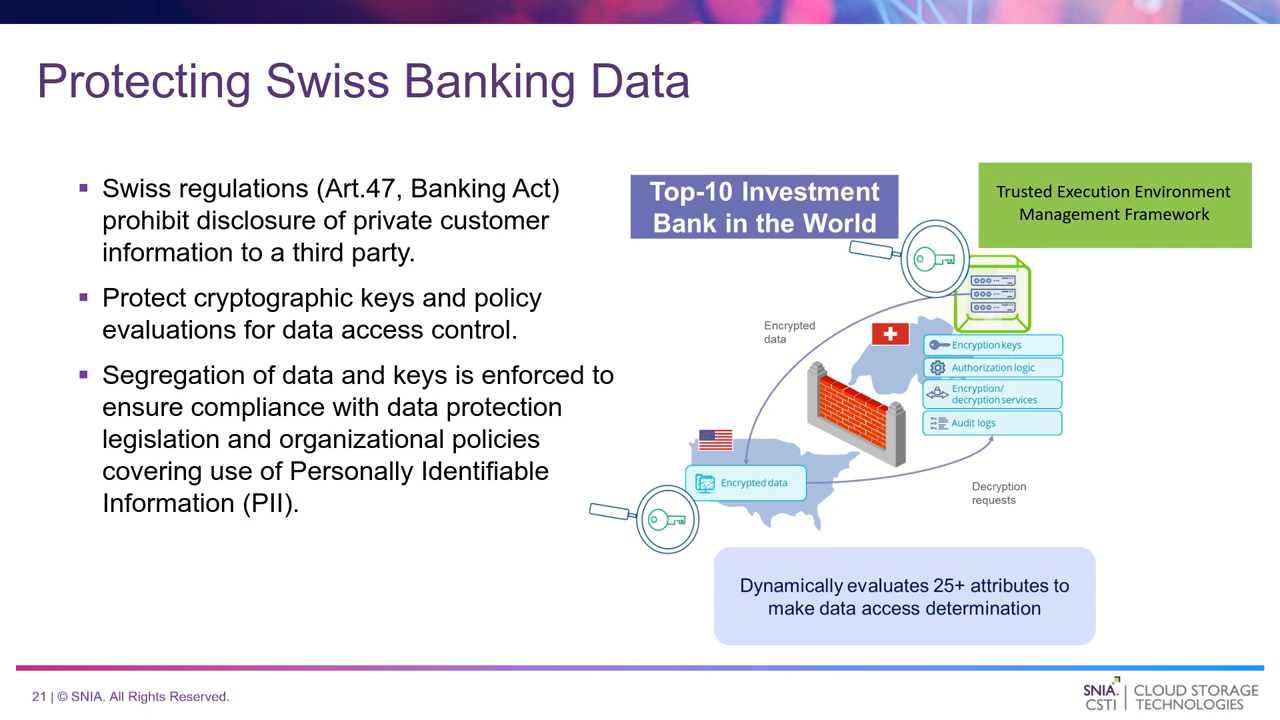 Protecting Swiss Banking Data
Swiss regulations (Art.47, Banking Act)
prohibit disclosure of private customer
information to a third party.
Protect cryptographic keys and policy
evaluations for data access control.
Segregation of data and keys is enforced to
ensure compliance with data protection
legislation and organizational policies
covering use of Personally Identifiable
Information (PII).
Top-10 Investment
Bank in the World
Trusted Execution Environment
Management Framework
Encrypted
data
Encryption keys
Authorization logic
Encryption/
decryption services
Audit logs
Encrypted data
Decryption
requests
Dynamically evaluates 25+ attributes to
make data access determination
21 | © SNIA. All Rights Reserved.
SNIA.
CSTI
CLOUD STORAGE
TECHNOLOGIES